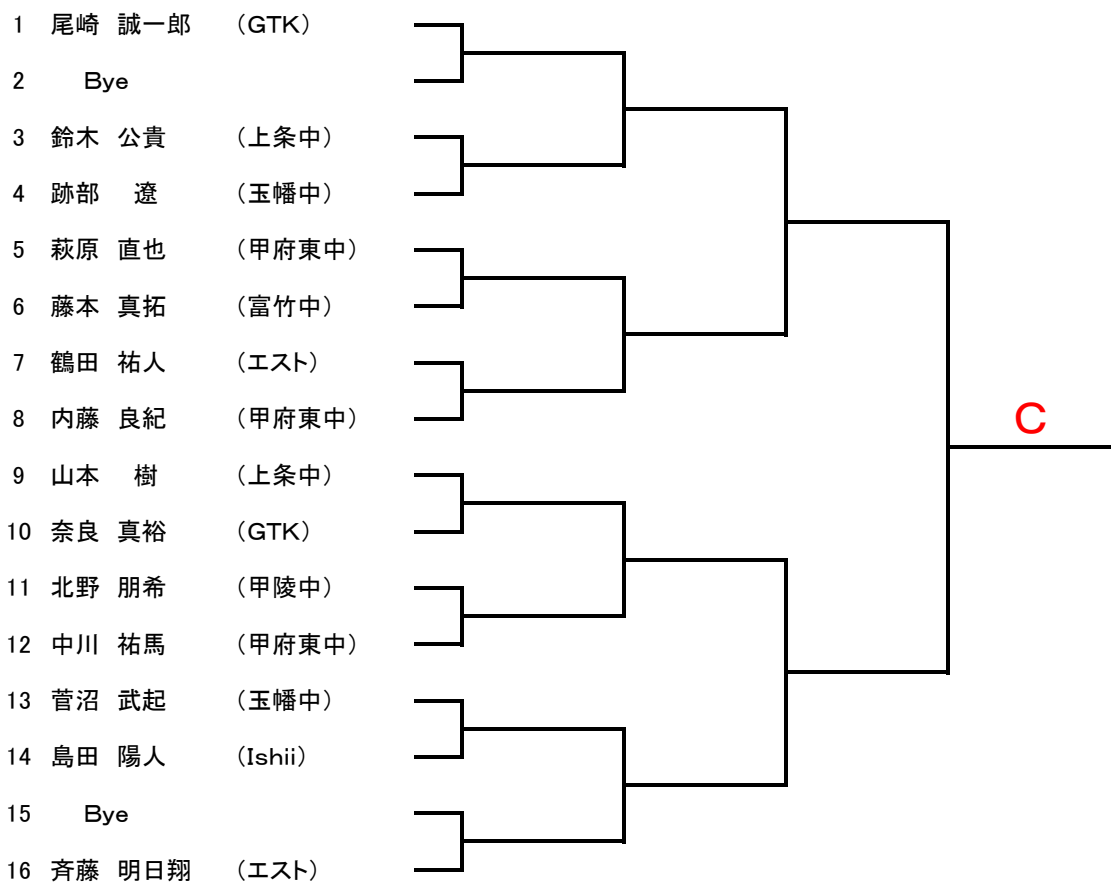 1 尾崎 誠一郎 （GTK）
2 Bye
3 鈴木 公貴 （上条中）
4 跡部 遼 （玉幡中）
5 萩原 直也 （甲府東中）
6 藤本 真拓 （富竹中）
7 鶴田 祐人 （エスト）
8 内藤 良紀 （甲府東中）
C
9 山本 樹 （上条中）
10 奈良 真裕 （GTK）
11 北野 朋希 （甲陵中）
12 中川 祐馬 （甲府東中）
13 菅沼 武起 （玉幡中）
14 島田 陽人 （Ishii）
15 Bye
16 斉藤 明日翔 （エスト）